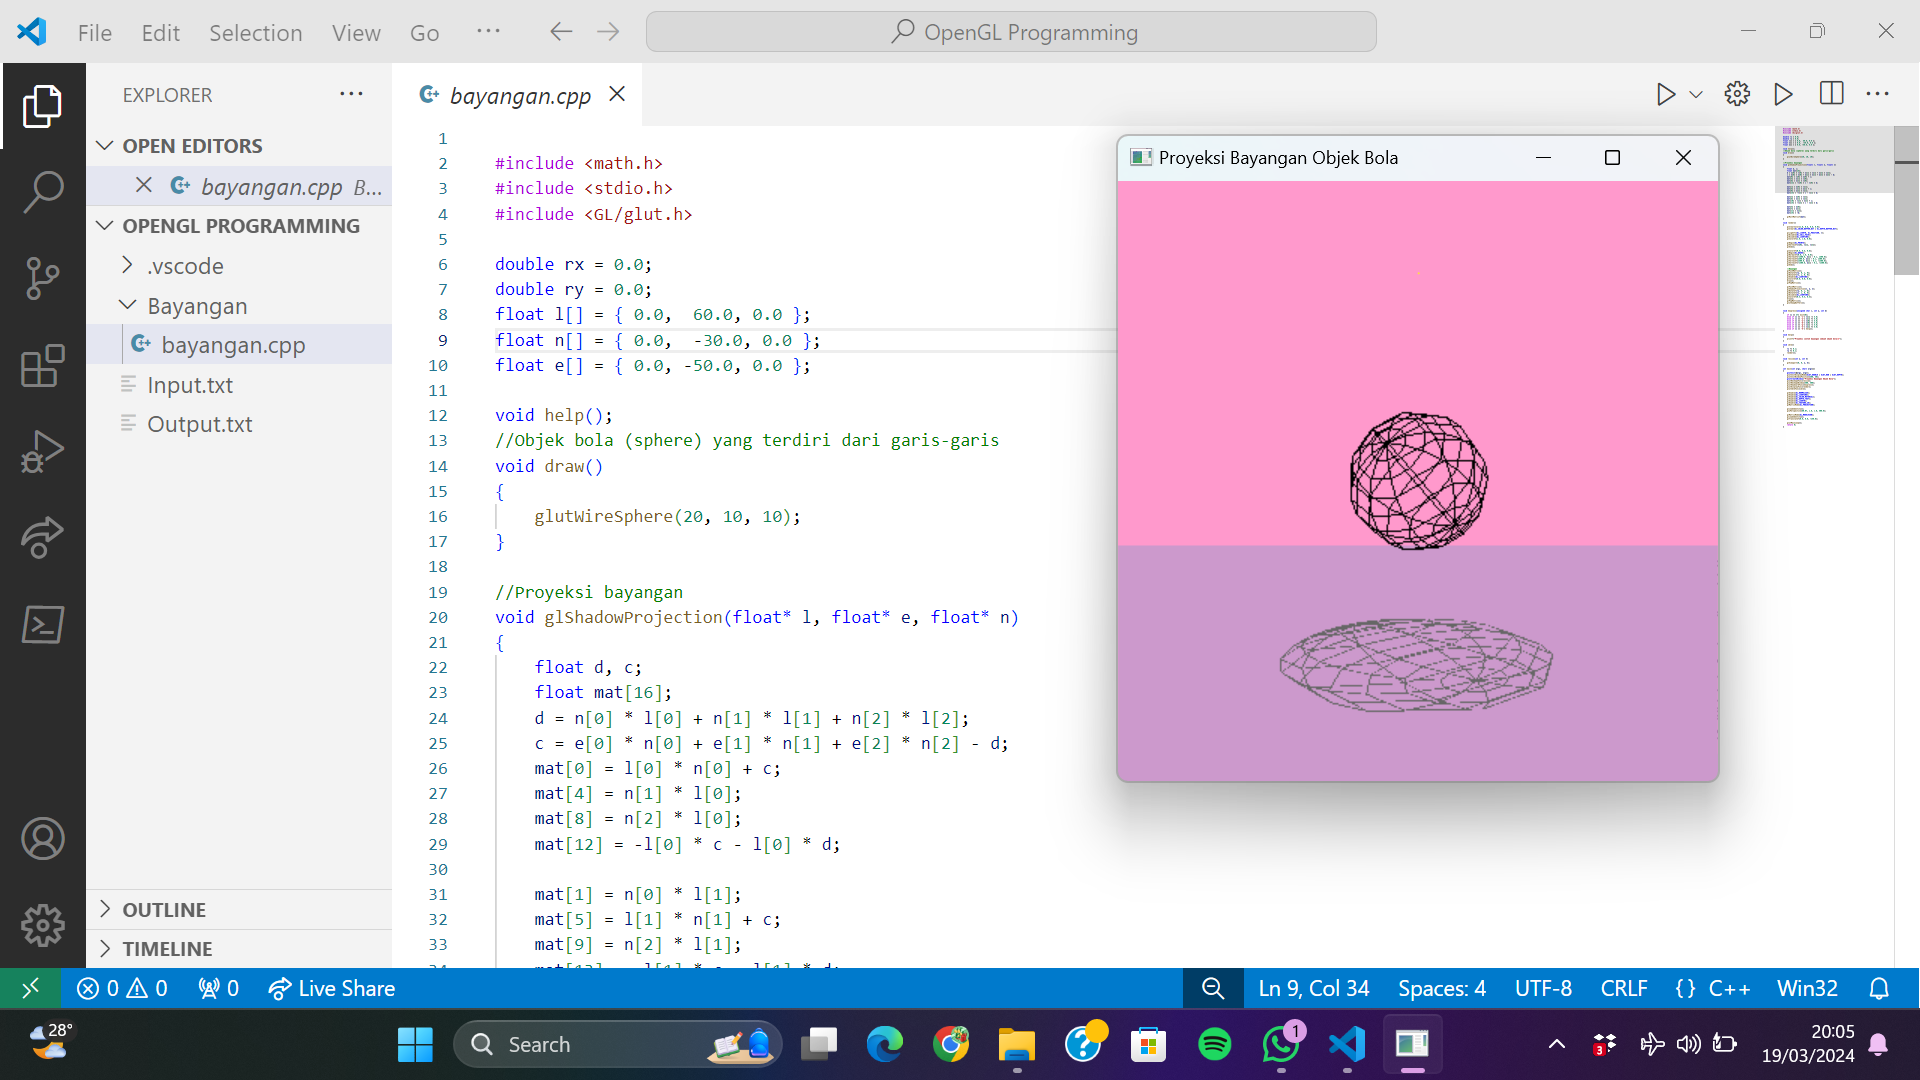 File Edit Selection View Go ··· OpenGL Programming
EXPLORER ···
OPEN EDITORS
bayangan.cpp B...
OPENGL PROGRAMMING
.vscode
Bayangan
bayangan.cpp
Input.txt
Output.txt
OUTLINE
TIMELINE
bayangan.cpp
1
2 #include <math.h>
3 #include <stdio.h>
4 #include <GL/glut.h>
5
6 double rx = 0.0;
7 double ry = 0.0;
8 float l[] = { 0.0,  60.0, 0.0 };
9 float n[] = { 0.0,  -30.0, 0.0 };
10 float e[] = { 0.0, -50.0, 0.0 };
11
12 void help();
13 //Objek bola (sphere) yang terdiri dari garis-garis
14 void draw()
15 {
16     glutWireSphere(20, 10, 10);
17 }
18
19 //Proyeksi bayangan
20 void glShadowProjection(float* l, float* e, float* n)
21 {
22     float d, c;
23     float mat[16];
24     d = n[0] * l[0] + n[1] * l[1] + n[2] * l[2];
25     c = e[0] * n[0] + e[1] * n[1] + e[2] * n[2] - d;
26     mat[0] = l[0] * n[0] + c;
27     mat[4] = n[1] * l[0];
28     mat[8] = n[2] * l[0];
29     mat[12] = -l[0] * c - l[0] * d;
30
31     mat[1] = n[0] * l[1];
32     mat[5] = l[1] * n[1] + c;
33     mat[9] = n[2] * l[1];
Proyeksi Bayangan Objek Bola
0 0 0 Live Share Ln 9, Col 34 Spaces: 4 UTF-8 CRLF {} C++ Win32
28° Search 1 3 20:05
19/03/2024